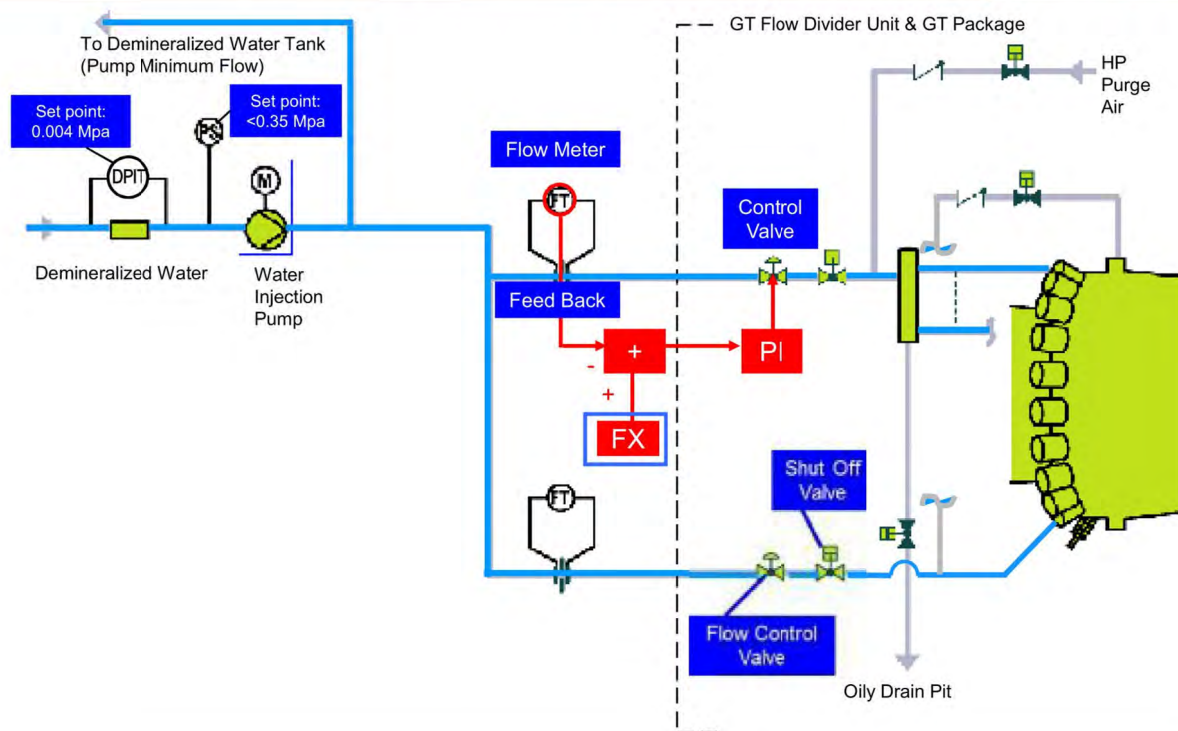 GT Flow Divider Unit & GT Package
To Demineralized Water Tank
(Pump Minimum Flow)
HP
Purge
Air
Set point:
0.004 Mpa
Set point:
<0.35 Mpa
PS
DPIT
M
Flow Meter
FT
Control
Valve
Demineralized Water
Water
Injection
Pump
Feed Back
+
-
PI
+
FX
Shut Off
Valve
FT
Flow Control
Valve
Oily Drain Pit